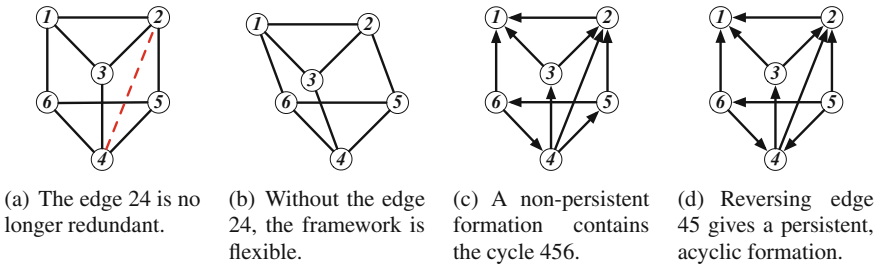 1 2 1 2 1 2 1 2
3 3 3 3
6 5 6 5 6 5 6 5
4 4 4 4
(a) The edge 24 is no
longer redundant.
(b) Without the edge
24, the framework is
flexible.
(c) A non-persistent
formation contains
the cycle 456.
(d) Reversing edge
45 gives a persistent,
acyclic formation.